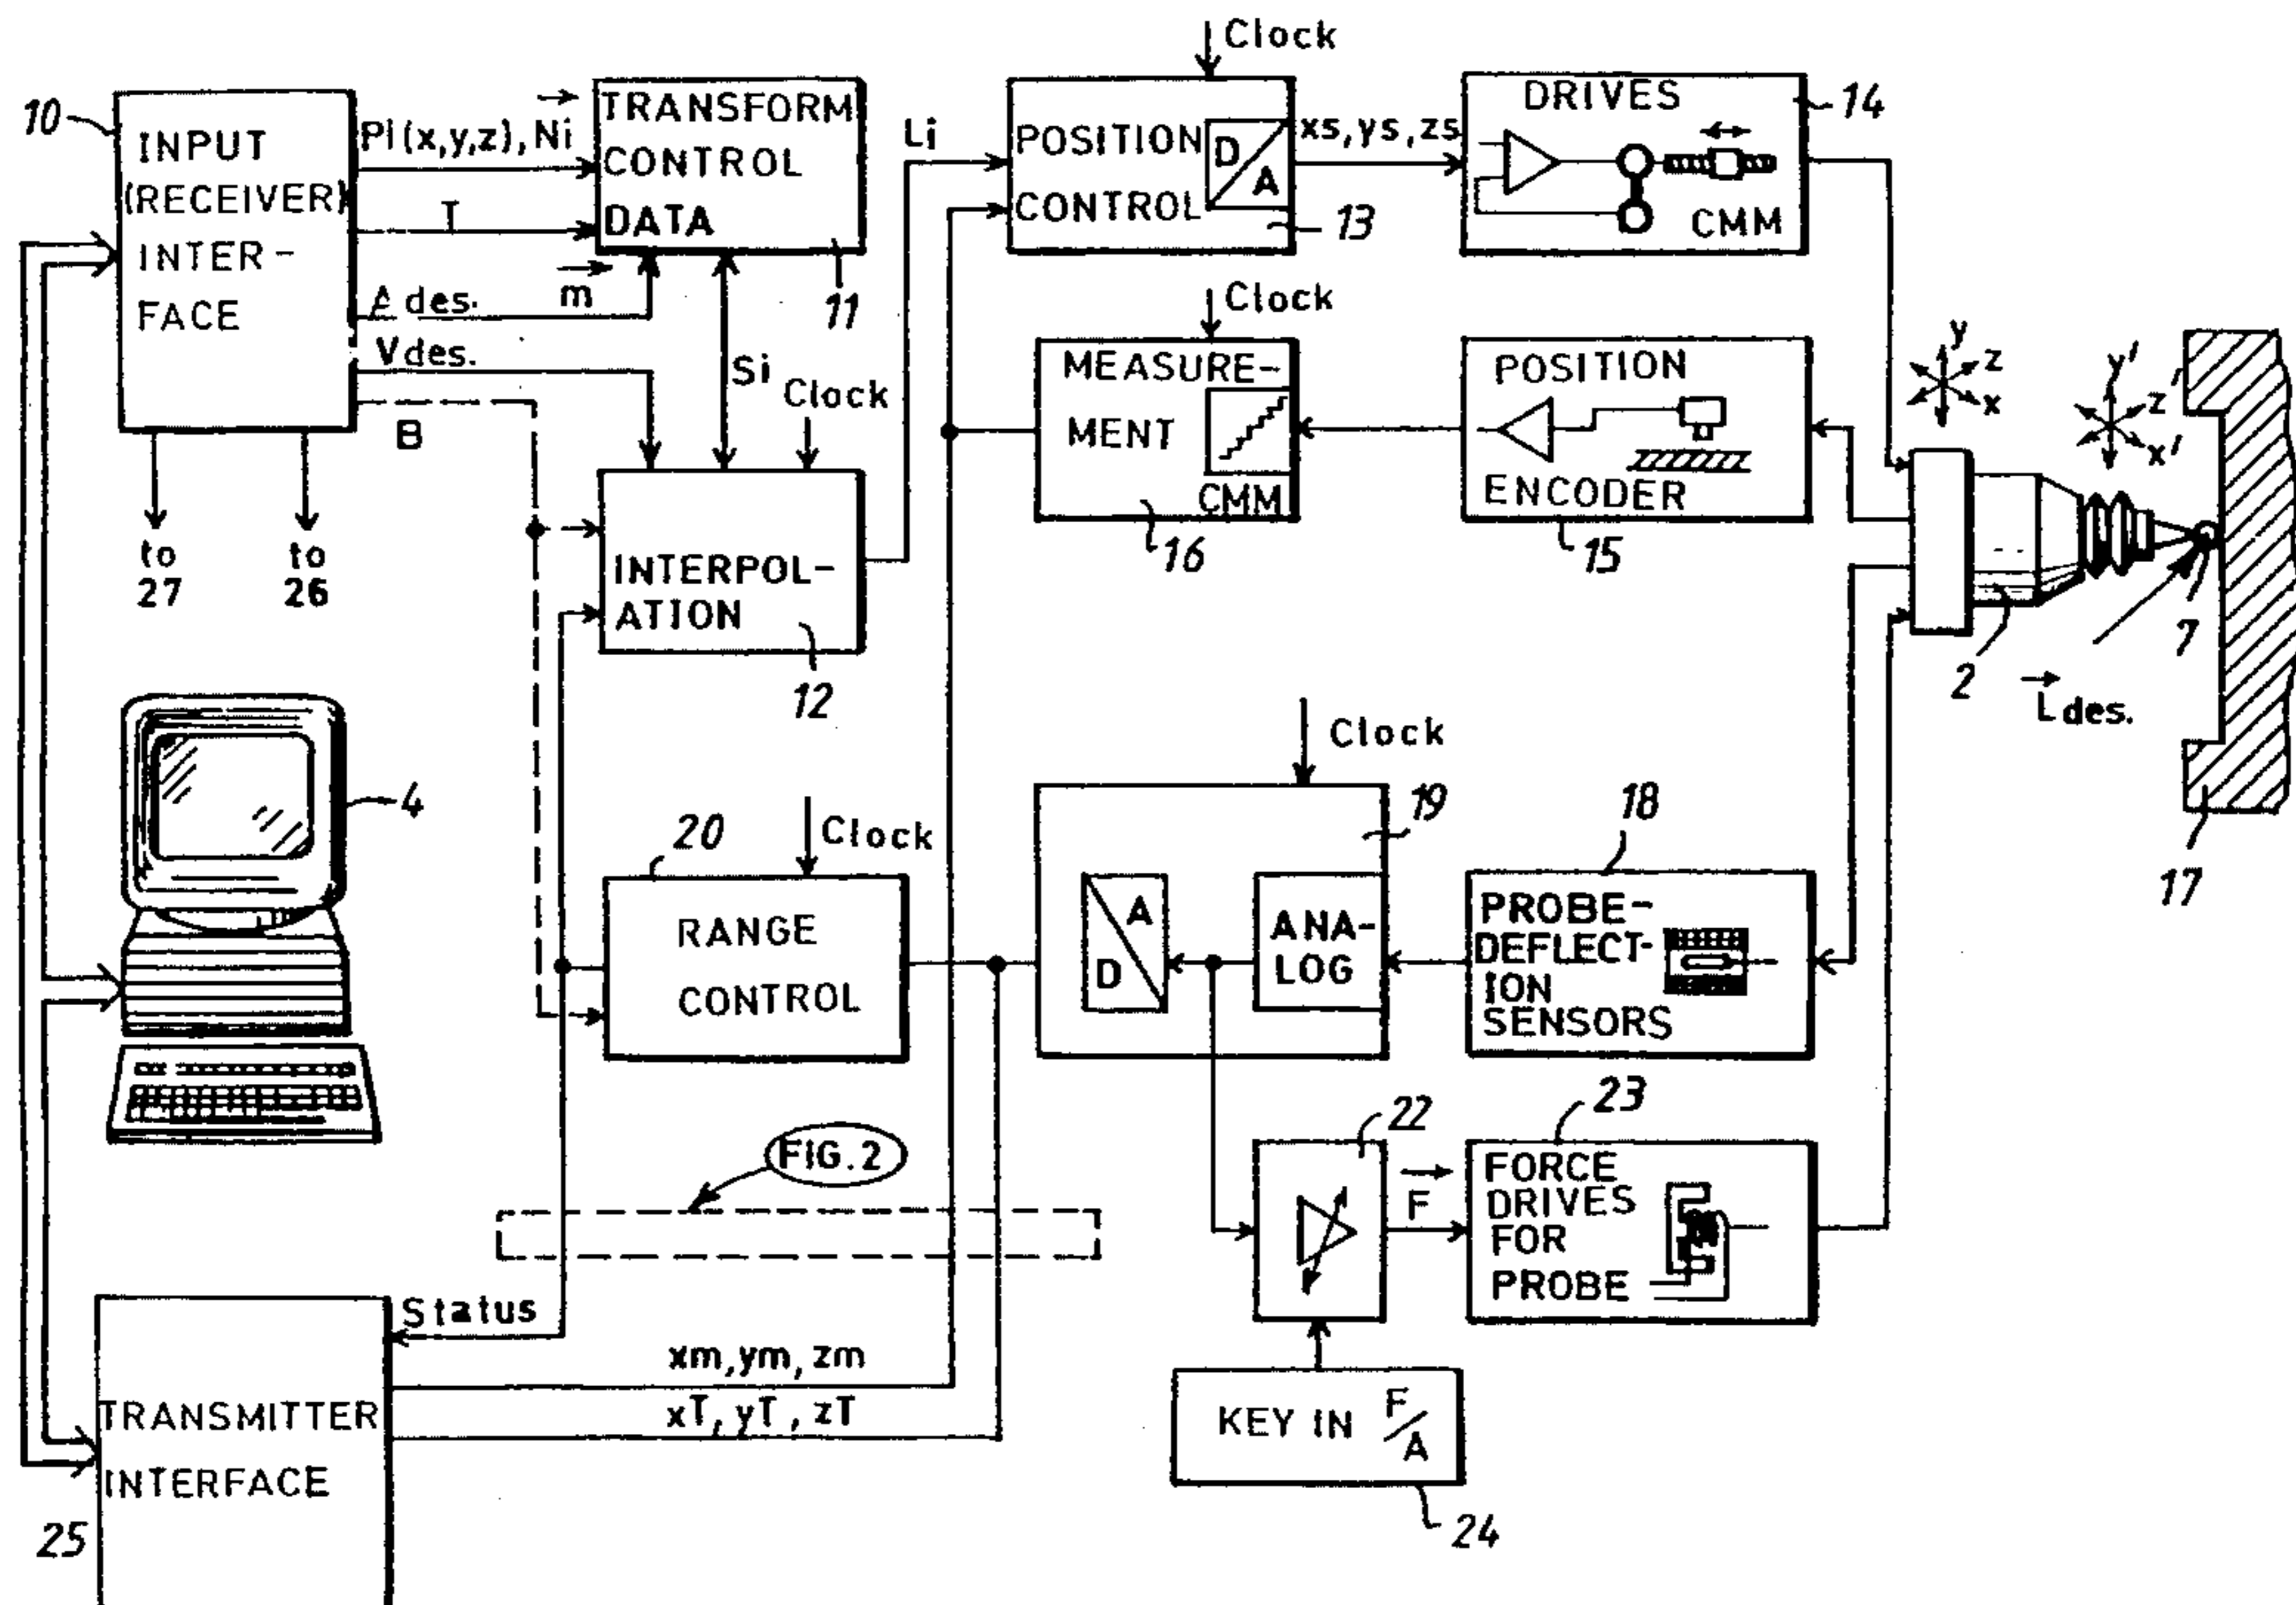 10
INPUT
(RECEIVER)
INTER-
FACE
Pl(x,y,z), Ni
T
A des.
m
V des.
B
to
27
to
26
TRANSFORM
CONTROL
DATA
11
Si
Clock
INTERPOL-
ATION
12
Li
Clock
POSITION
CONTROL
D
A
13
xs, ys, zs
DRIVES
CMM
14
Clock
MEASURE-
MENT
CMM
16
POSITION
ENCODER
15
y
z
x
y'
z'
x'
2
7
L des.
17
4
20
Clock
RANGE
CONTROL
Clock
19
A
D
ANA-
LOG
18
PROBE-
DEFLECT-
ION
SENSORS
22
F
23
FORCE
DRIVES
FOR
PROBE
FIG. 2
KEY IN F/A
24
Status
xm, ym, zm
xT, yT, zT
TRANSMITTER
INTERFACE
25